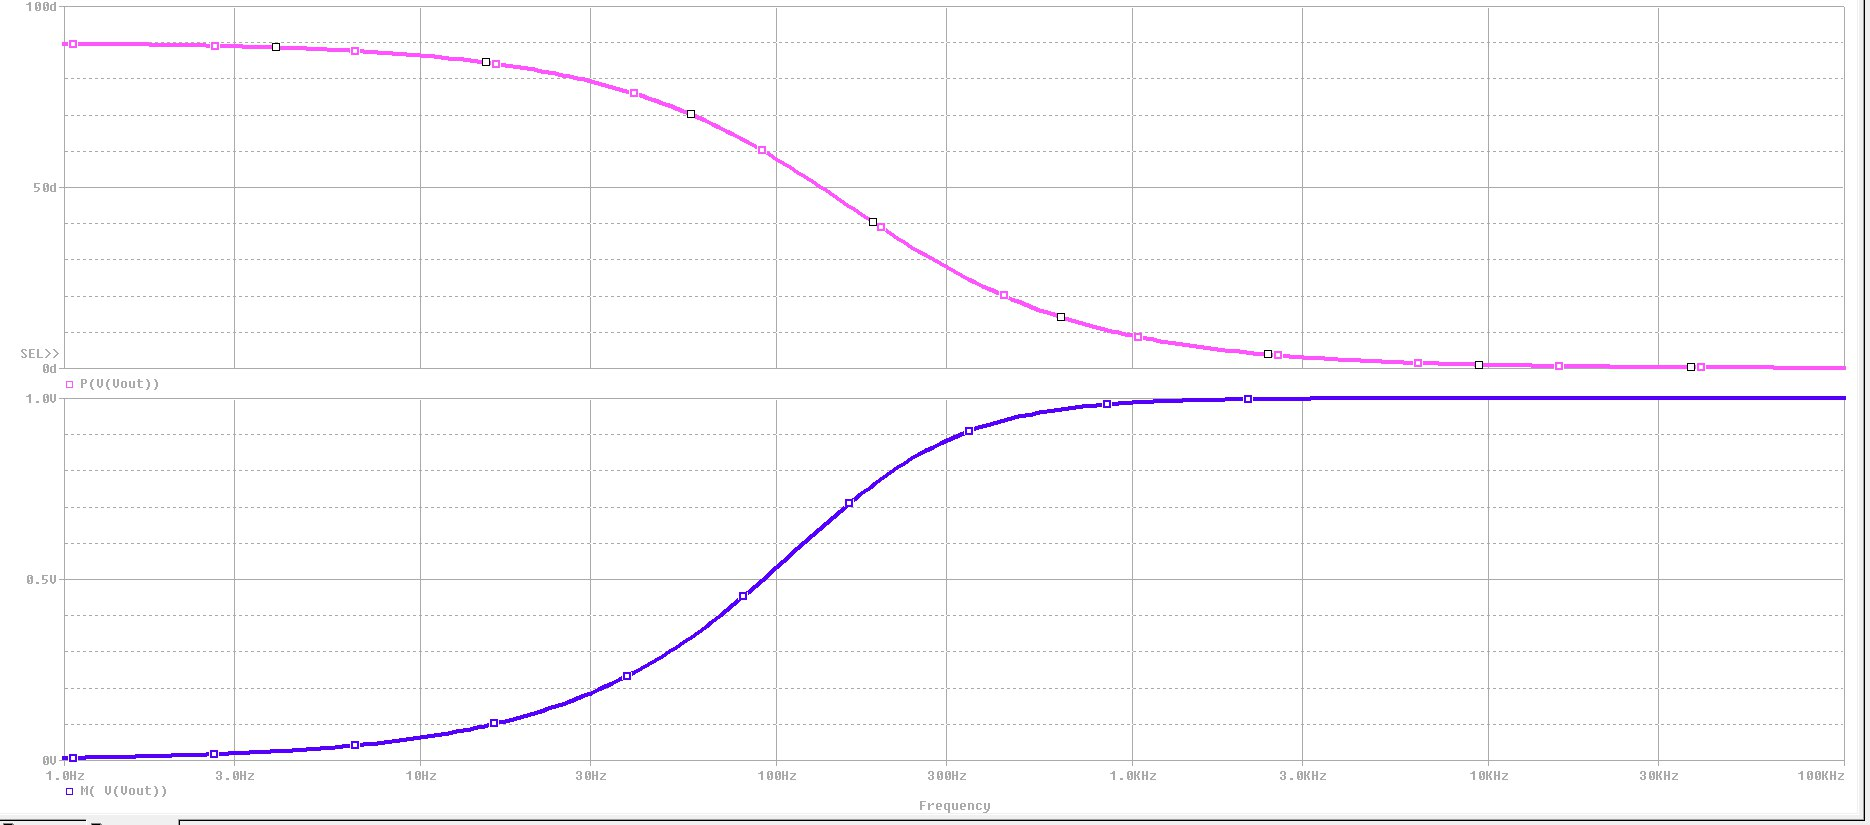 100d
50d
SEL>>
0d
P(V(Vout))
1.0V
0.5V
0V
1.0Hz 3.0Hz 10Hz 30Hz 100Hz 300Hz 1.0KHz 3.0KHz 10KHz 30KHz 100KHz
M( V(Vout))
Frequency